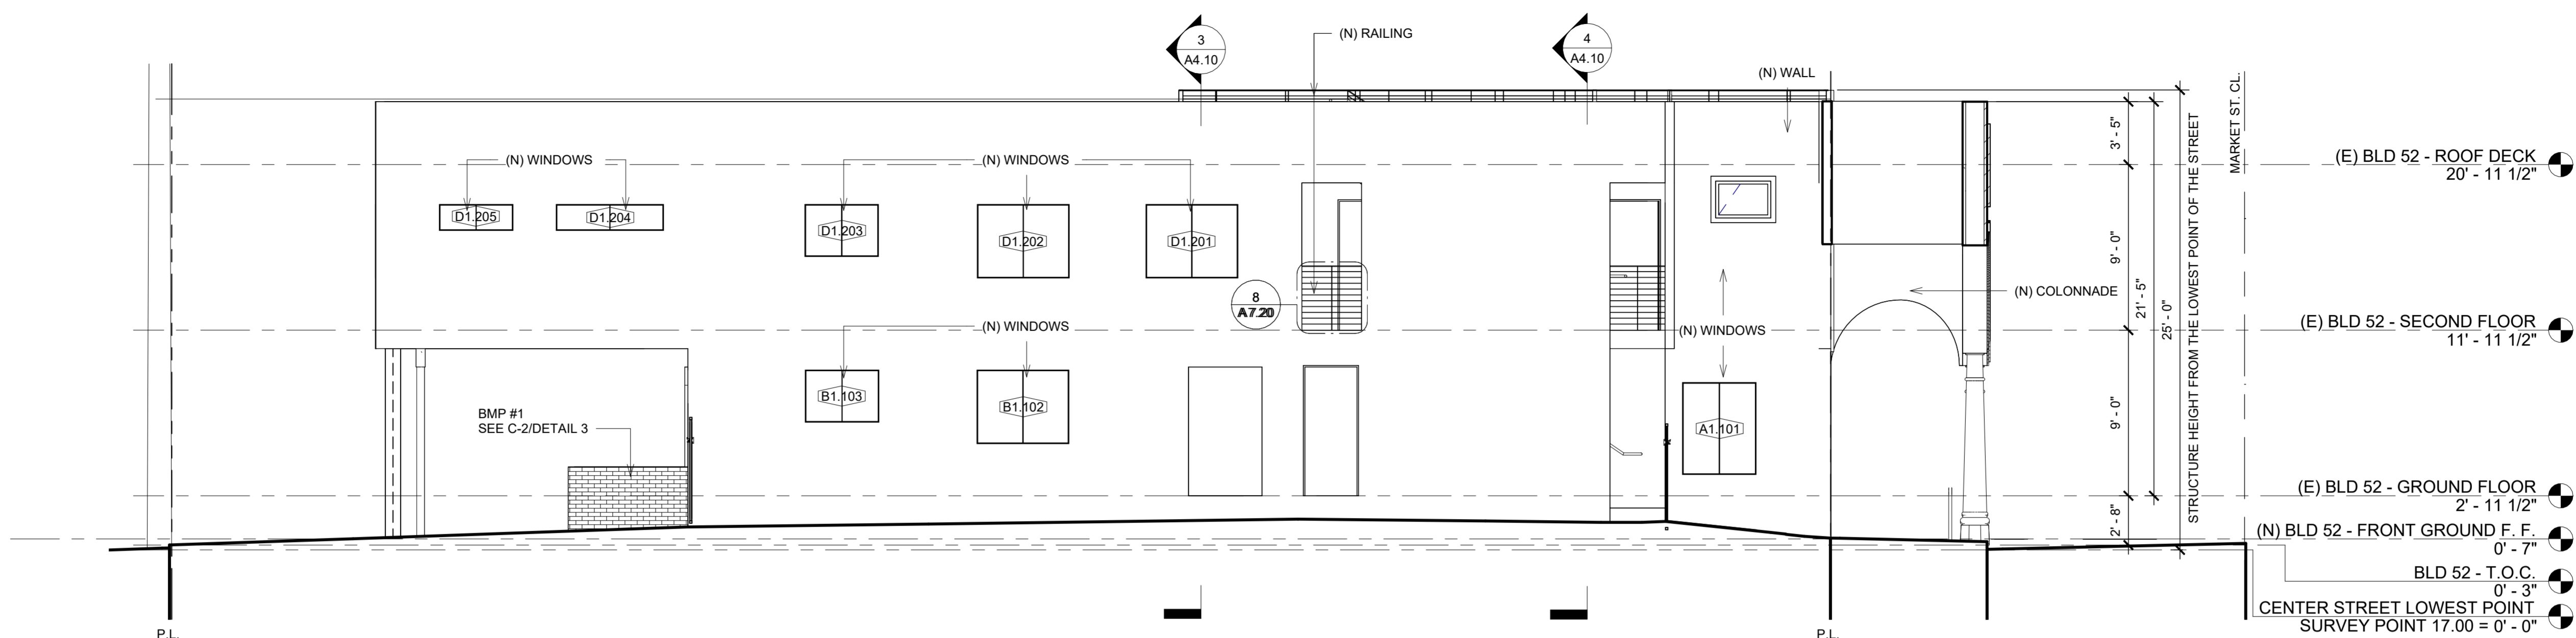 3
A4.10
(N) RAILING
4
A4.10
(N) WALL
MARKET ST. CL.
STRUCTURE HEIGHT FROM THE LOWEST POINT OF THE STREET
3' - 5"
9' - 0"
21' - 5"
25' - 0"
9' - 0"
2' - 8"
(N) WINDOWS
(N) WINDOWS
(E) BLD 52 - ROOF DECK
20' - 11 1/2"
D1.205
D1.204
D1.203
D1.202
D1.201
8
A7.20
(N) COLONNADE
(N) WINDOWS
(N) WINDOWS
(E) BLD 52 - SECOND FLOOR
11' - 11 1/2"
B1.103
B1.102
A1.101
BMP #1
SEE C-2/DETAIL 3
(E) BLD 52 - GROUND FLOOR
2' - 11 1/2"
(N) BLD 52 - FRONT GROUND F. F.
0' - 7"
BLD 52 - T.O.C.
0' - 3"
CENTER STREET LOWEST POINT
SURVEY POINT 17.00 = 0' - 0"
P.L.
P.L.